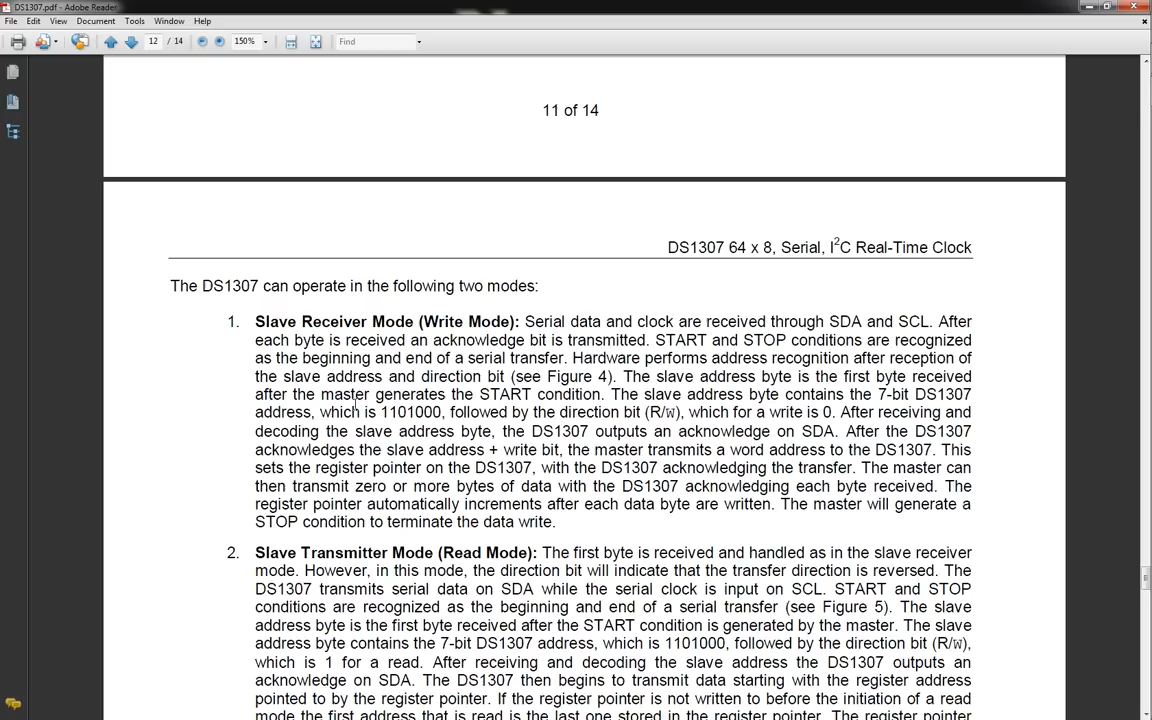 DS1307.pdf - Adobe Reader
File Edit View Document Tools Window Help
12 / 14 150% Find
11 of 14
DS1307 64 x 8, Serial, I2C Real-Time Clock
The DS1307 can operate in the following two modes:
1. Slave Receiver Mode (Write Mode): Serial data and clock are received through SDA and SCL. After
each byte is received an acknowledge bit is transmitted. START and STOP conditions are recognized
as the beginning and end of a serial transfer. Hardware performs address recognition after reception of
the slave address and direction bit (see Figure 4). The slave address byte is the first byte received
after the master generates the START condition. The slave address byte contains the 7-bit DS1307
address, which is 1101000, followed by the direction bit (R/w), which for a write is 0. After receiving and
decoding the slave address byte, the DS1307 outputs an acknowledge on SDA. After the DS1307
acknowledges the slave address + write bit, the master transmits a word address to the DS1307. This
sets the register pointer on the DS1307, with the DS1307 acknowledging the transfer. The master can
then transmit zero or more bytes of data with the DS1307 acknowledging each byte received. The
register pointer automatically increments after each data byte are written. The master will generate a
STOP condition to terminate the data write.
2. Slave Transmitter Mode (Read Mode): The first byte is received and handled as in the slave receiver
mode. However, in this mode, the direction bit will indicate that the transfer direction is reversed. The
DS1307 transmits serial data on SDA while the serial clock is input on SCL. START and STOP
conditions are recognized as the beginning and end of a serial transfer (see Figure 5). The slave
address byte is the first byte received after the START condition is generated by the master. The slave
address byte contains the 7-bit DS1307 address, which is 1101000, followed by the direction bit (R/w),
which is 1 for a read. After receiving and decoding the slave address the DS1307 outputs an
acknowledge on SDA. The DS1307 then begins to transmit data starting with the register address
pointed to by the register pointer. If the register pointer is not written to before the initiation of a read
mode the first address that is read is the last one stored in the register pointer. The register pointer